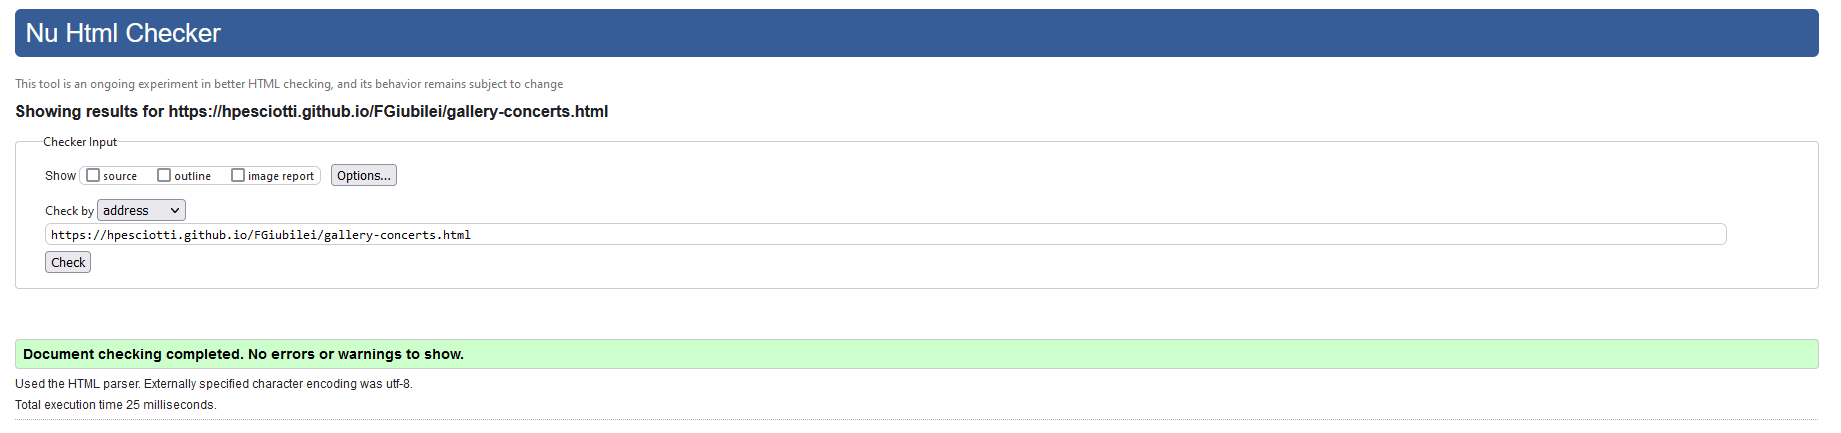 Nu Html Checker
This tool is an ongoing experiment in better HTML checking, and its behavior remains subject to change
Showing results for https://hpesciotti.github.io/FGiubilei/gallery-concerts.html
Checker Input
Show source outline image report Options...
Check by address
https://hpesciotti.github.io/FGiubilei/gallery-concerts.html
Check
Document checking completed. No errors or warnings to show.
Used the HTML parser. Externally specified character encoding was utf-8.
Total execution time 25 milliseconds.